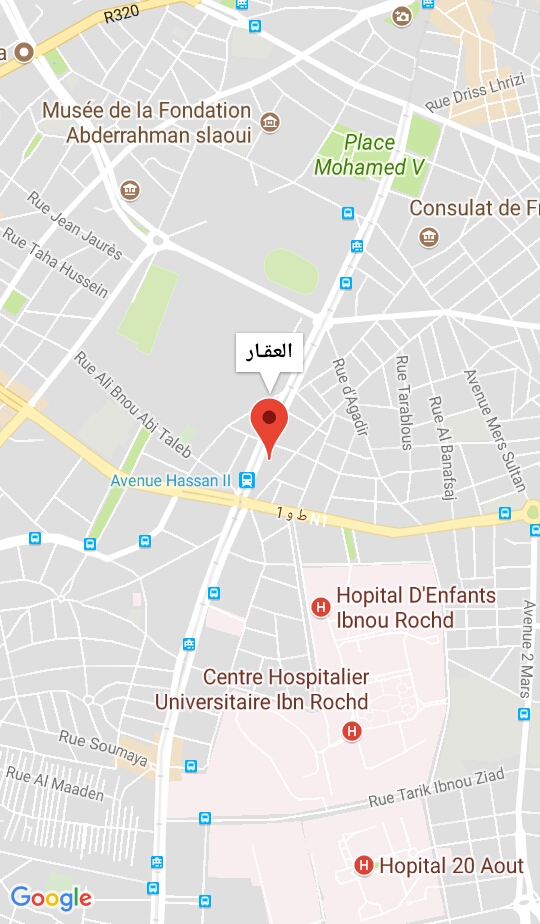 R320
a
Rue Driss Lhrizi
Musée de la Fondation
Abderrahman slaoui
Place
Mohamed V
Consulat de Fr
Rue Jean Jaurès
Rue Taha Hussein
العقار
Rue Ali Bnou Abi Taleb
Rue d'Agadir
Rue Tarablous
Rue Al Banafsaj
Avenue Mers Sultan
Avenue Hassan II
ط و 1
N1
H
Hopital D'Enfants
Ibnou Rochd
Avenue 2 Mars
Centre Hospitalier
Universitaire Ibn Rochd
H
Rue Soumaya
Rue Al Maaden
Rue Tarik Ibnou Ziad
H
Hopital 20 Aout
Google